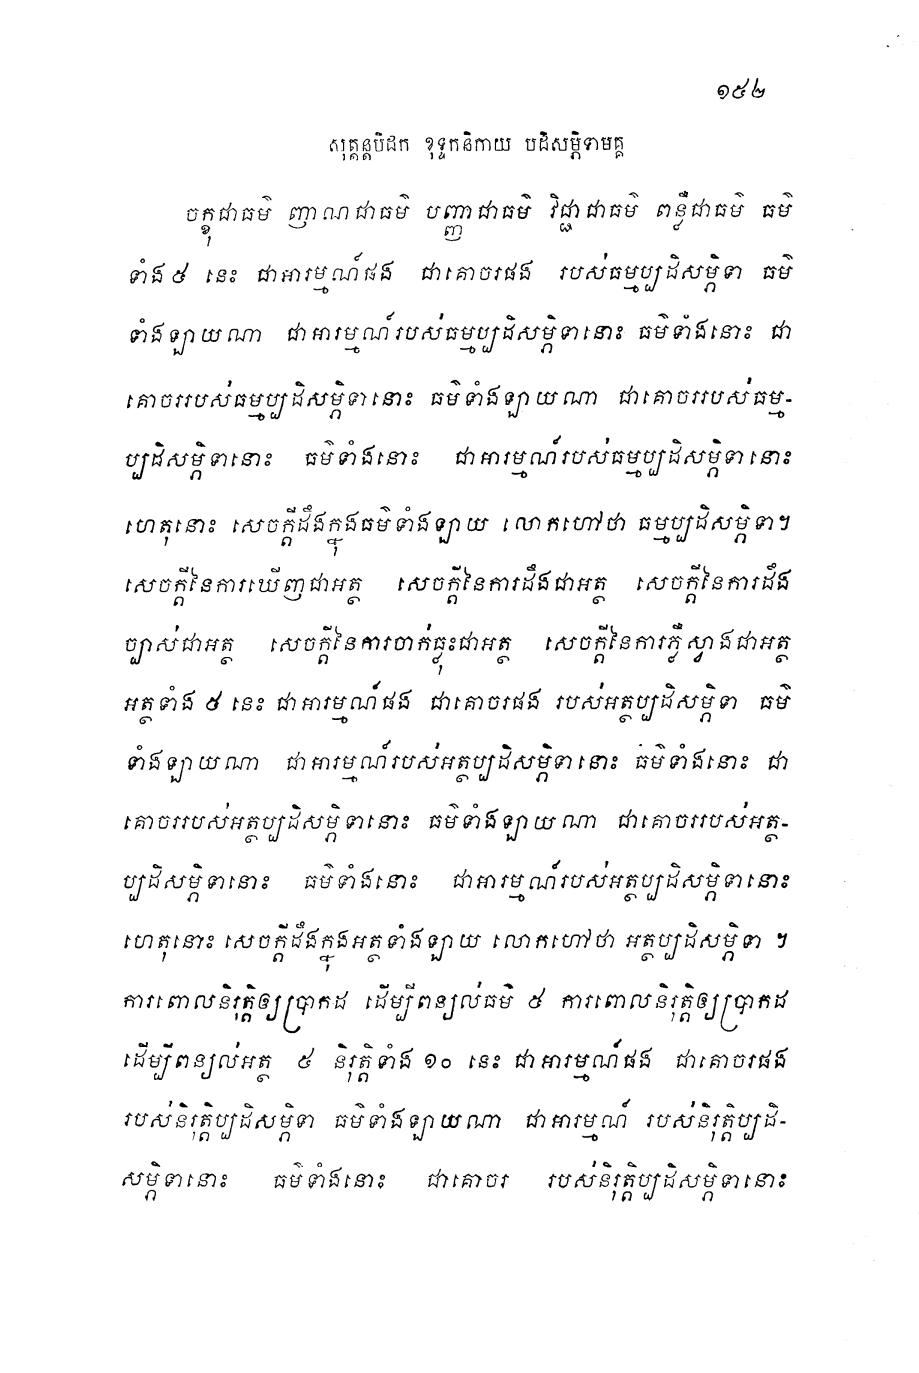 ១៥២
សុត្តន្តបិដក ខុទ្ទកនិកាយ បដិសម្ភិទាមគ្គ
ចក្ខុជាធម៌ ញាណជាធម៌ បញ្ញាជាធម៌ វិជ្ជាជាធម៌ ពន្លឺជាធម៌ ធម៌
ទាំង៥ នេះ ជាអារម្មណ៍ផង ជាគោចរផង របស់ធម្មប្បដិសម្ភិទា ធម៌
ទាំងឡាយណា ជាអារម្មណ៍របស់ធម្មប្បដិសម្ភិទានោះ ធម៌ទាំងនោះ ជា
គោចររបស់ធម្មប្បដិសម្ភិទានោះ ធម៌ទាំងឡាយណា ជាគោចររបស់ធម្ម-
ប្បដិសម្ភិទានោះ ធម៌ទាំងនោះ ជាអារម្មណ៍របស់ធម្មប្បដិសម្ភិទានោះ
ហេតុនោះ សេចក្តីដឹងក្នុងធម៌ទាំងឡាយ លោកហៅថា ធម្មប្បដិសម្ភិទា។
សេចក្តីនៃការឃើញជាអត្ថ សេចក្តីនៃការដឹងជាអត្ថ សេចក្តីនៃការដឹង
ច្បាស់ជាអត្ថ សេចក្តីនៃការចាក់ធ្លុះជាអត្ថ សេចក្តីនៃការភ្លឺស្វាងជាអត្ថ
អត្ថទាំង ៥ នេះ ជាអារម្មណ៍ផង ជាគោចរផង របស់អត្ថប្បដិសម្ភិទា ធម៌
ទាំងឡាយណា ជាអារម្មណ៍របស់អត្ថប្បដិសម្ភិទានោះ ធម៌ទាំងនោះ ជា
គោចររបស់អត្ថប្បដិសម្ភិទានោះ ធម៌ទាំងឡាយណា ជាគោចររបស់អត្ថ-
ប្បដិសម្ភិទានោះ ធម៌ទាំងនោះ ជាអារម្មណ៍របស់អត្ថប្បដិសម្ភិទានោះ
ហេតុនោះ សេចក្តីដឹងក្នុងអត្ថទាំងឡាយ លោកហៅថា អត្ថប្បដិសម្ភិទា ។
ការពោលនិរុត្តិឲ្យប្រាកដ ដើម្បីពន្យល់ធម៌ ៥ ការពោលនិរុត្តិឲ្យប្រាកដ
ដើម្បីពន្យល់អត្ថ ៥ និរុត្តិទាំង ១០ នេះ ជាអារម្មណ៍ផង ជាគោចរផង
របស់និរុត្តិប្បដិសម្ភិទា ធម៌ទាំងឡាយណា ជាអារម្មណ៍ របស់និរុត្តិប្បដិ-
សម្ភិទានោះ ធម៌ទាំងនោះ ជាគោចរ របស់និរុត្តិប្បដិសម្ភិទានោះ